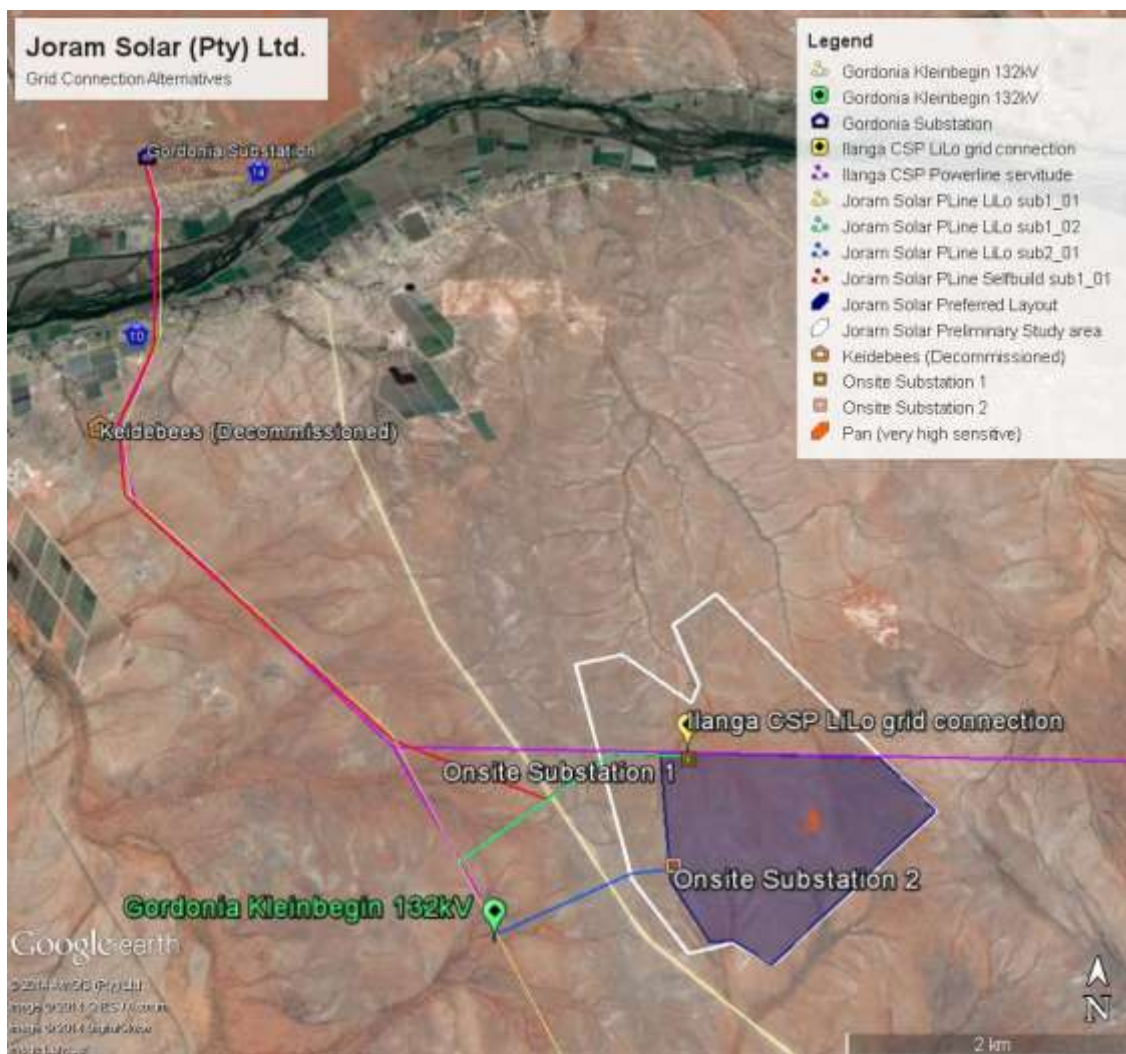 Joram Solar (Pty) Ltd.
Grid Connection Alternatives
Legend
Gordonia Kleinbegin 132kV
Gordonia Kleinbegin 132kV
Gordonia Substation
Ilanga CSP LiLo grid connection
Ilanga CSP Powerline servitude
Joram Solar PLine LiLo sub1_01
Joram Solar PLine LiLo sub1_02
Joram Solar PLine LiLo sub2_01
Joram Solar PLine Selfbuild sub1_01
Joram Solar Preferred Layout
Joram Solar Preliminary Study area
Keidebees (Decommissioned)
Onsite Substation 1
Onsite Substation 2
Pan (very high sensitive)
Gordonia Substation
14
10
Keidebees (Decommissioned)
Ilanga CSP LiLo grid connection
Onsite Substation 1
Onsite Substation 2
Gordonia Kleinbegin 132kV
Google earth
N
2 km